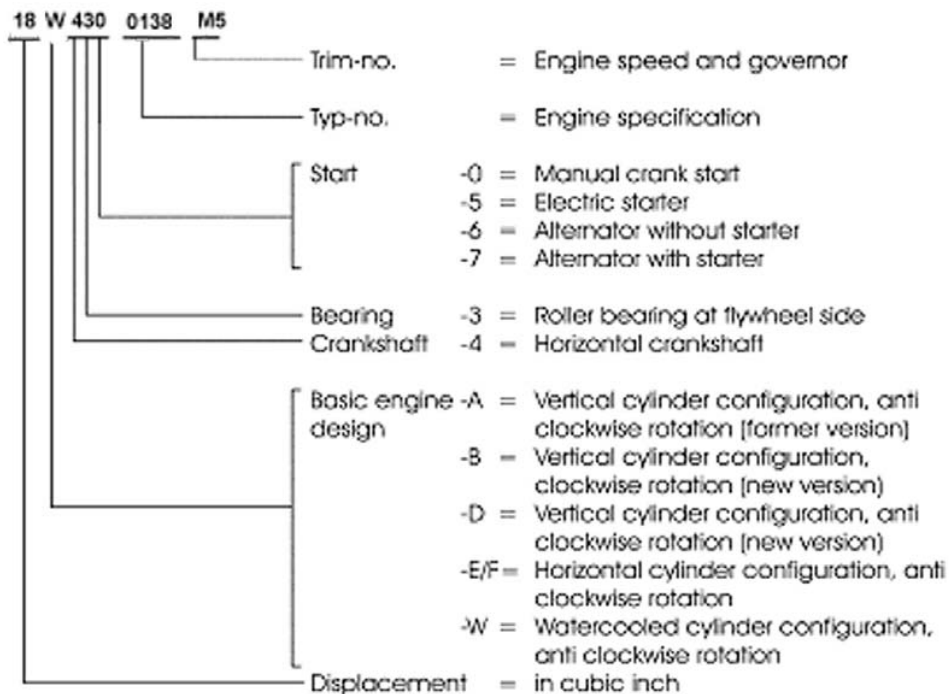 18 W 430 0138 M5
Trim-no. = Engine speed and governor
Typ-no. = Engine specification
Start -0 = Manual crank start
-5 = Electric starter
-6 = Alternator without starter
-7 = Alternator with starter
Bearing -3 = Roller bearing at flywheel side
Crankshaft -4 = Horizontal crankshaft
Basic engine -A = Vertical cylinder configuration, anti
design clockwise rotation (former version)
-B = Vertical cylinder configuration,
clockwise rotation (new version)
-D = Vertical cylinder configuration, anti
clockwise rotation (new version)
-E/F = Horizontal cylinder configuration, anti
clockwise rotation
-W = Watercooled cylinder configuration,
anti clockwise rotation
Displacement = in cubic inch